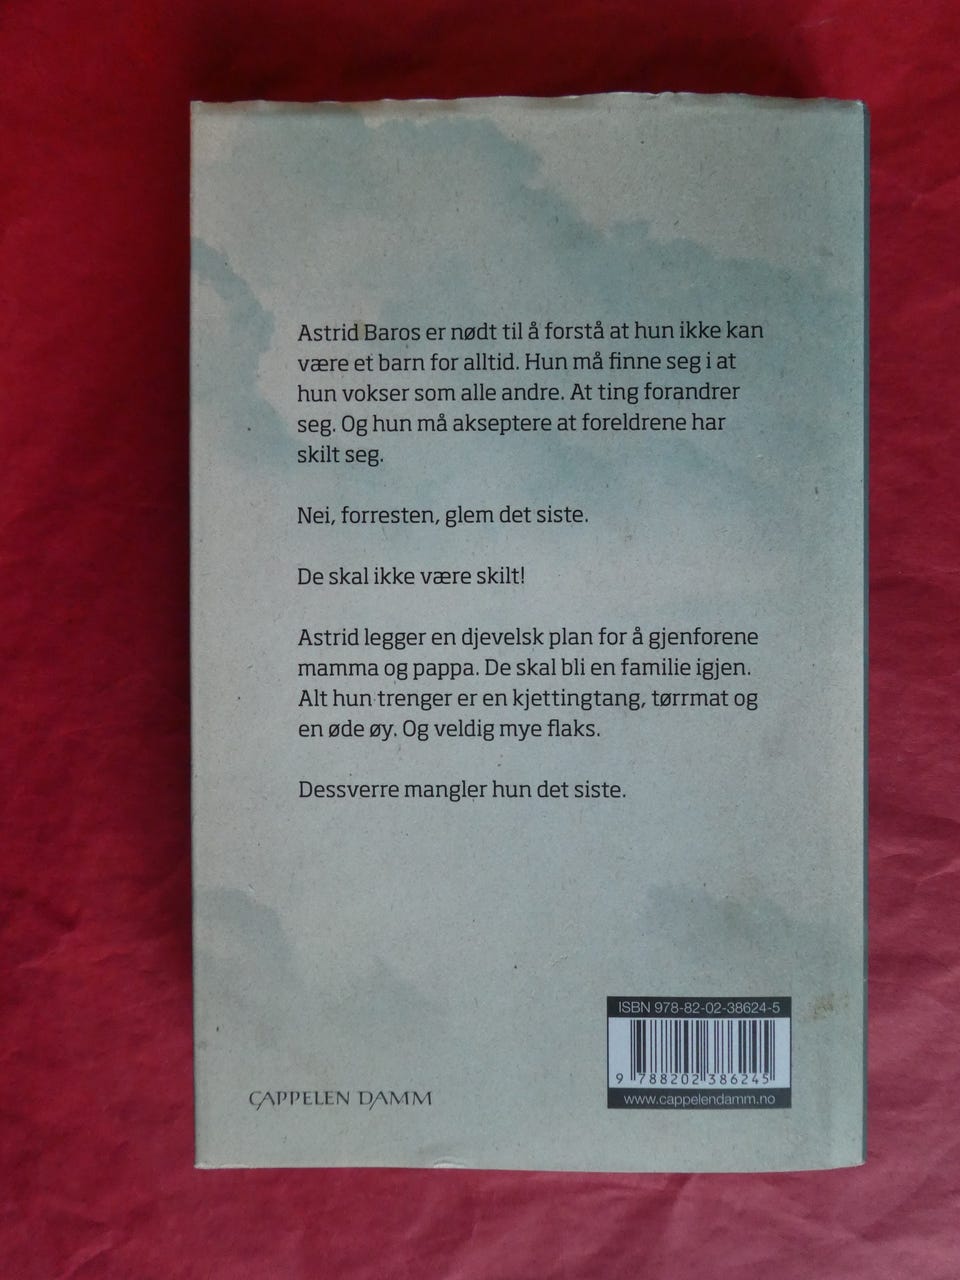 Astrid Baros er nødt til å forstå at hun ikke kan
være et barn for alltid. Hun må finne seg i at
hun vokser som alle andre. At ting forandrer
seg. Og hun må akseptere at foreldrene har
skilt seg.
Nei, forresten, glem det siste.
De skal ikke være skilt!
Astrid legger en djevelsk plan for å gjenforene
mamma og pappa. De skal bli en familie igjen.
Alt hun trenger er en kjettingtang, tørrmat og
en øde øy. Og veldig mye flaks.
Dessverre mangler hun det siste.
ISBN 978-82-02-38624-5
9 788202 386245
www.cappelendamm.no
CAPPELEN DAMM